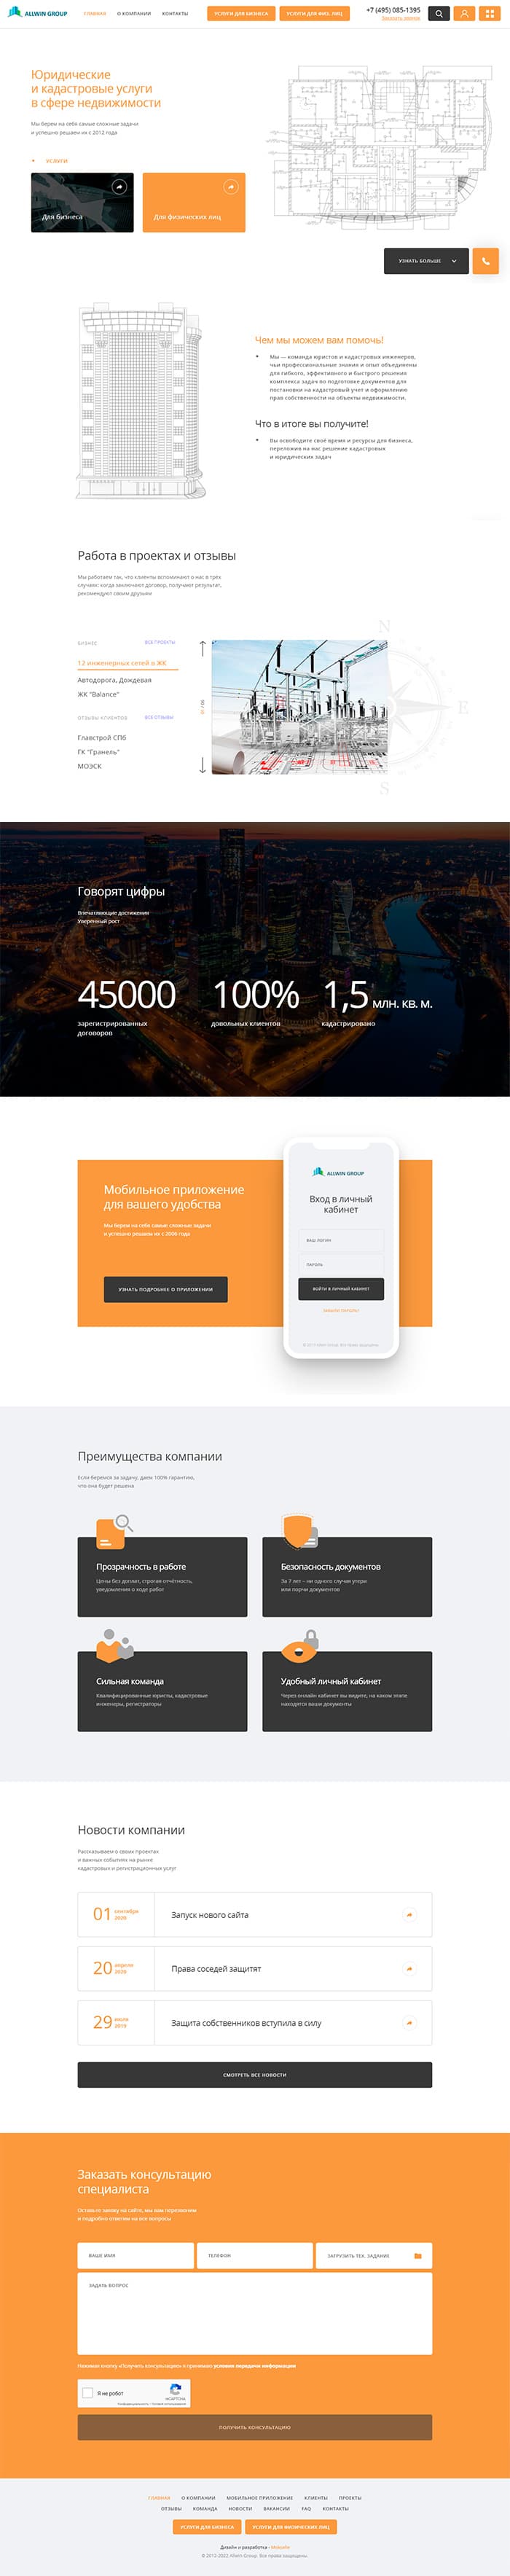 ALLWIN GROUP
ГЛАВНАЯ О КОМПАНИИ КОНТАКТЫ
УСЛУГИ ДЛЯ БИЗНЕСА
УСЛУГИ ДЛЯ ФИЗ. ЛИЦ
+7 (495) 085-1395
Заказать звонок
Юридические
и кадастровые услуги
в сфере недвижимости
Мы берем на себя самые сложные задачи
и успешно решаем их с 2012 года
УСЛУГИ
Для бизнеса
Для физических лиц
УЗНАТЬ БОЛЬШЕ
Чем мы можем вам помочь!
Мы — команда юристов и кадастровых инженеров,
чьи профессиональные знания и опыт объединены
для гибкого, эффективного и быстрого решения
комплекса задач по подготовке документов для
постановки на кадастровый учет и оформлению
прав собственности на объекты недвижимости.
Что в итоге вы получите!
Вы освободите своё время и ресурсы для бизнеса,
переложив на нас решение кадастровых
и юридических задач
Работа в проектах и отзывы
Мы работаем так, что клиенты вспоминают о нас в трёх
случаях: когда заключают договор, получают результат,
рекомендуют своим друзьям
БИЗНЕС
ВСЕ ПРОЕКТЫ
12 инженерных сетей в ЖК
Автодорога, Дождевая
ЖК "Balance"
ОТЗЫВЫ КЛИЕНТОВ
ВСЕ ОТЗЫВЫ
Главстрой СПб
ГК "Гранель"
МОЭСК
N
E
S
Говорят цифры
Впечатляющие достижения
Уверенный рост
45000
зарегистрированных
договоров
100%
довольных клиентов
1,5 млн. кв. м.
кадастрировано
Мобильное приложение
для вашего удобства
Мы берем на себя самые сложные задачи
и успешно решаем их с 2006 года
УЗНАТЬ ПОДРОБНЕЕ О ПРИЛОЖЕНИИ
ALLWIN GROUP
Вход в личный
кабинет
ВАШ ЛОГИН
ПАРОЛЬ
ВОЙТИ В ЛИЧНЫЙ КАБИНЕТ
Преимущества компании
Если беремся за задачу, даем 100% гарантию,
что она будет решена
Прозрачность в работе
Цены без доплат, строгая отчётность,
уведомления о ходе работ
Безопасность документов
За 7 лет – ни одного случая утери
или порчи документов
Сильная команда
Квалифицированные юристы, кадастровые
инженеры, регистраторы
Удобный личный кабинет
Через онлайн кабинет вы видите, на каком этапе
находятся ваши документы
Новости компании
Рассказываем о своих проектах
и важных событиях на рынке
кадастровых и регистрационных услуг
01 сентября
2020
Запуск нового сайта
20 апреля
2020
Права соседей защитят
29 июля
2019
Защита собственников вступила в силу
СМОТРЕТЬ ВСЕ НОВОСТИ
Заказать консультацию
специалиста
Оставьте заявку на сайте, мы вам перезвоним
и подробно ответим на все вопросы
ВАШЕ ИМЯ
ТЕЛЕФОН
ЗАГРУЗИТЬ ТЕХ. ЗАДАНИЕ
ЗАДАТЬ ВОПРОС
Нажимая кнопку «Получить консультацию» я принимаю условия передачи информации
Я не робот
reCAPTCHA
ПОЛУЧИТЬ КОНСУЛЬТАЦИЮ
ГЛАВНАЯ О КОМПАНИИ МОБИЛЬНОЕ ПРИЛОЖЕНИЕ КЛИЕНТЫ ПРОЕКТЫ
ОТЗЫВЫ КОМАНДА НОВОСТИ ВАКАНСИИ FAQ КОНТАКТЫ
УСЛУГИ ДЛЯ БИЗНЕСА
УСЛУГИ ДЛЯ ФИЗИЧЕСКИХ ЛИЦ
Дизайн и разработка -
© 2012-2022 Allwin Group. Все права защищены.